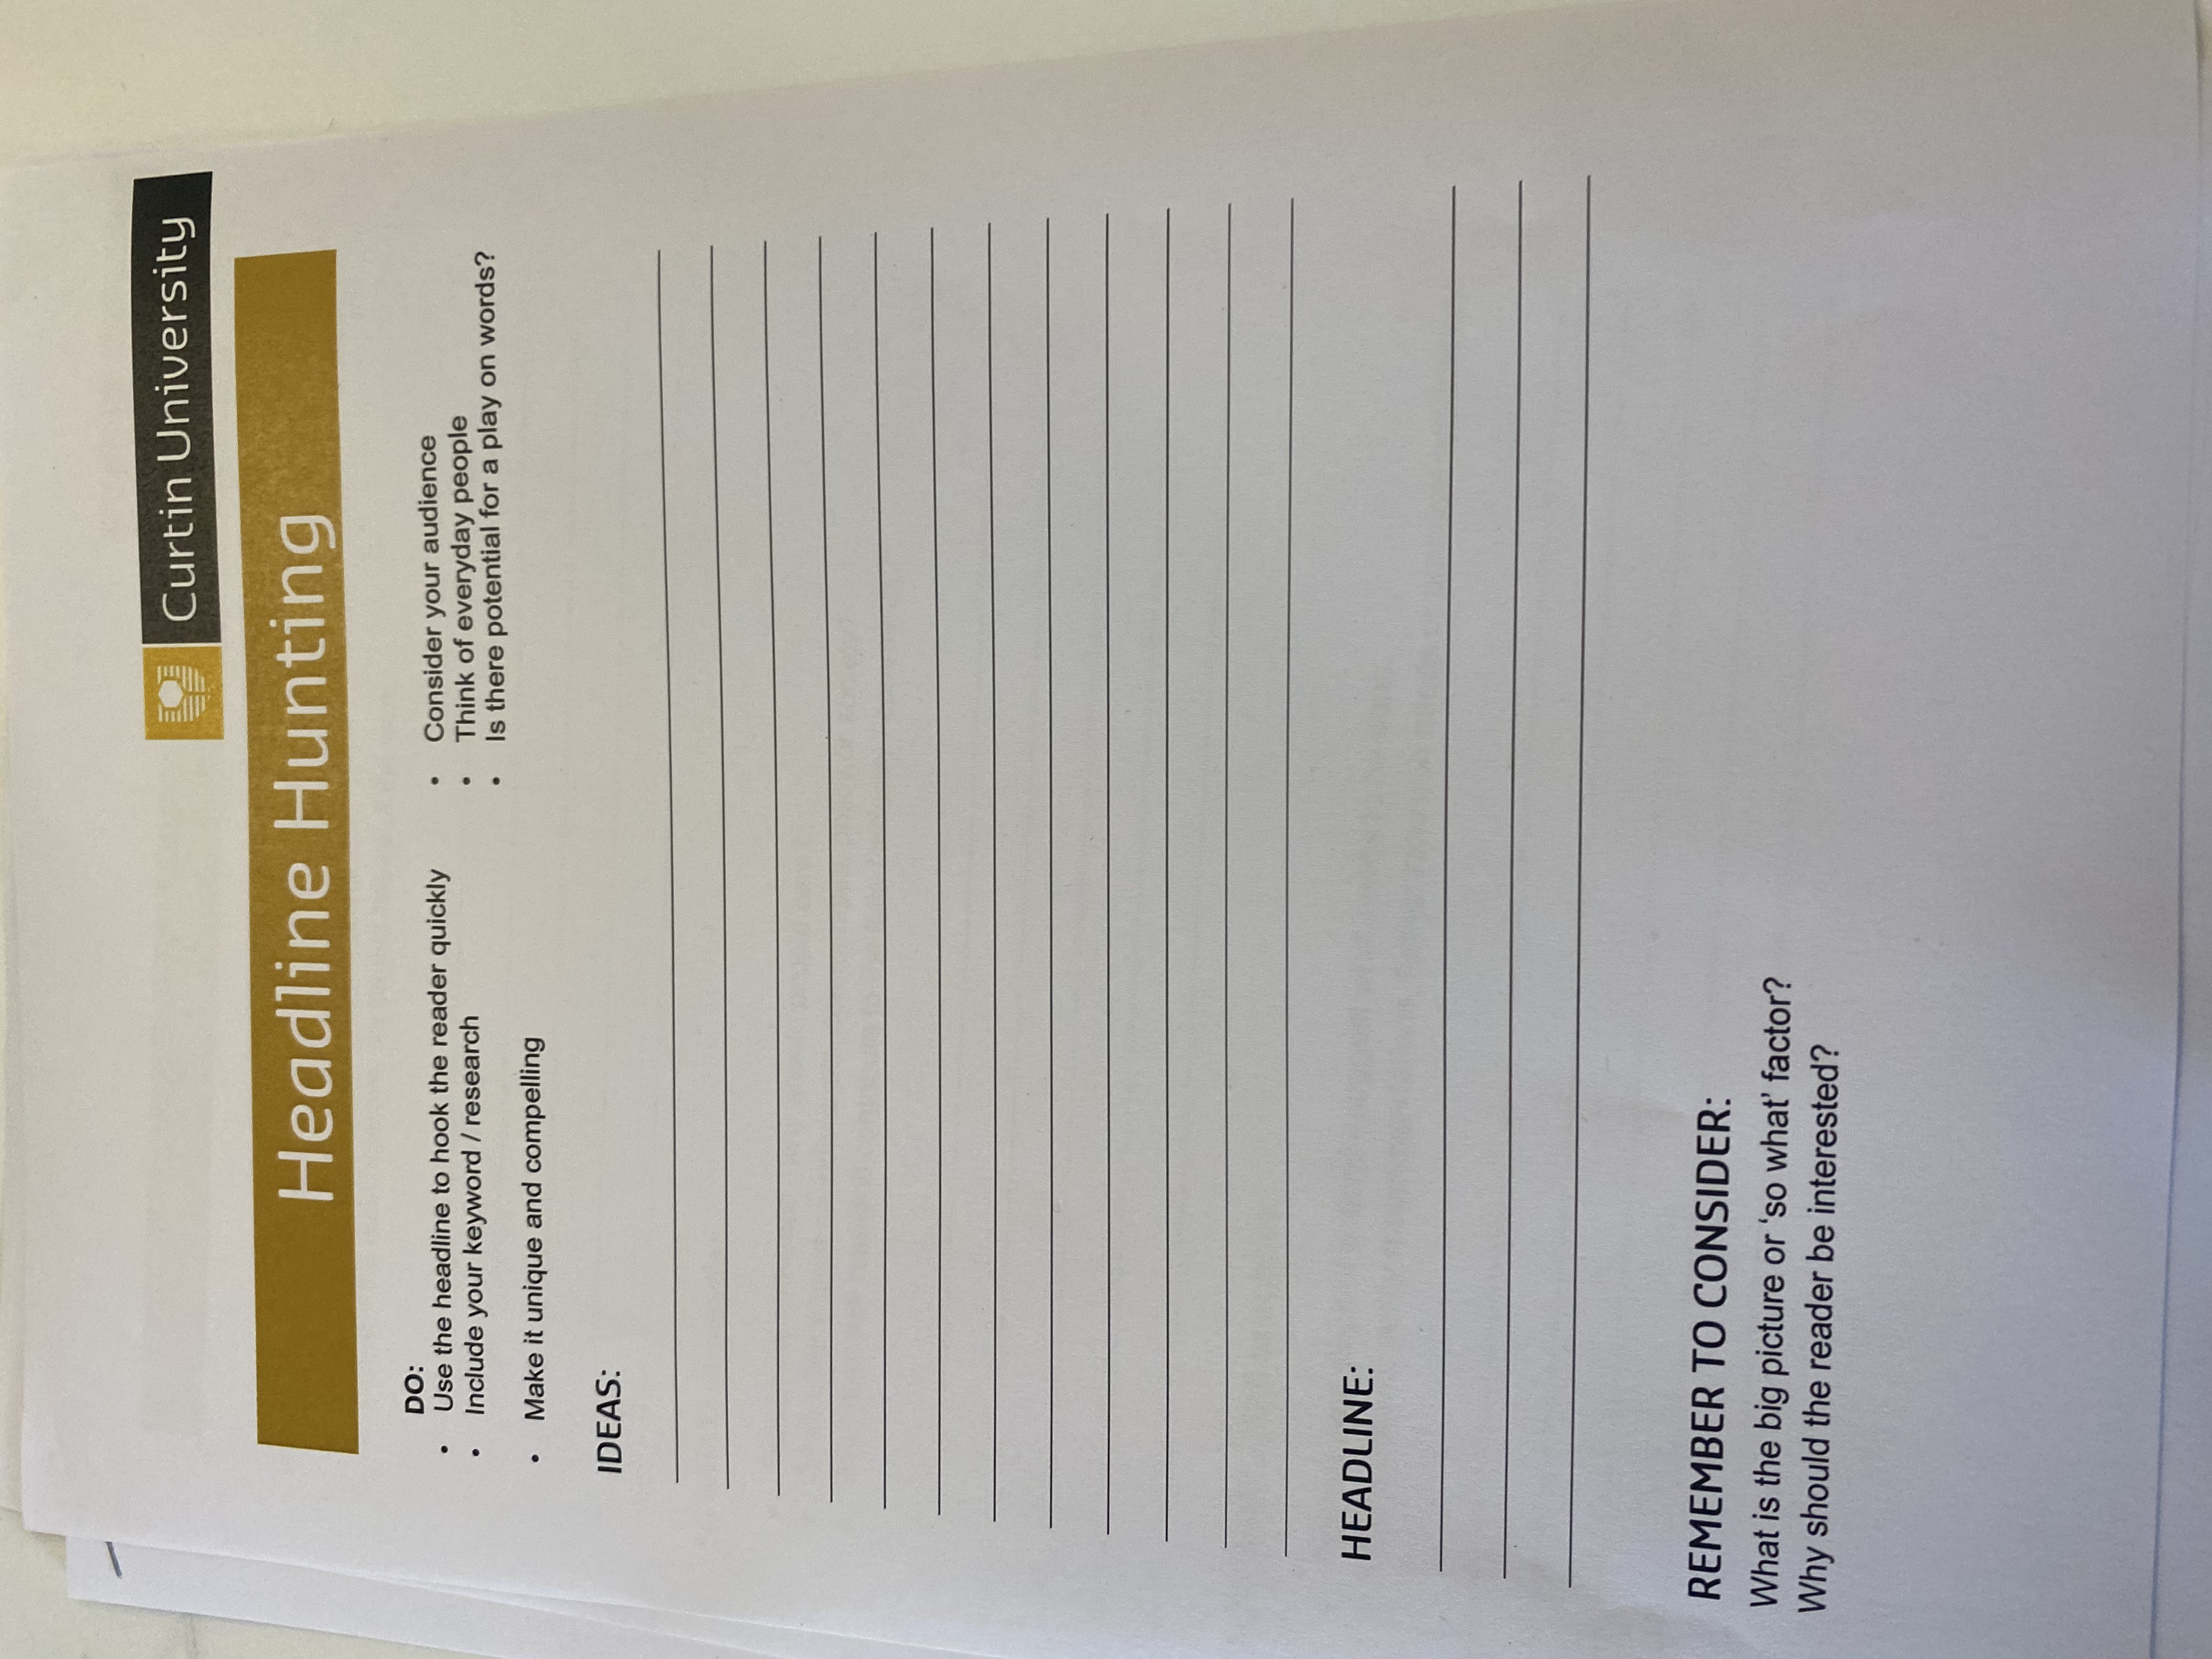 Curtin University
Headline Hunting
DO:
• Use the headline to hook the reader quickly
• Include your keyword / research
• Make it unique and compelling
• Consider your audience
• Think of everyday people
• Is there potential for a play on words?
IDEAS:
HEADLINE:
REMEMBER TO CONSIDER:
What is the big picture or ‘so what’ factor?
Why should the reader be interested?